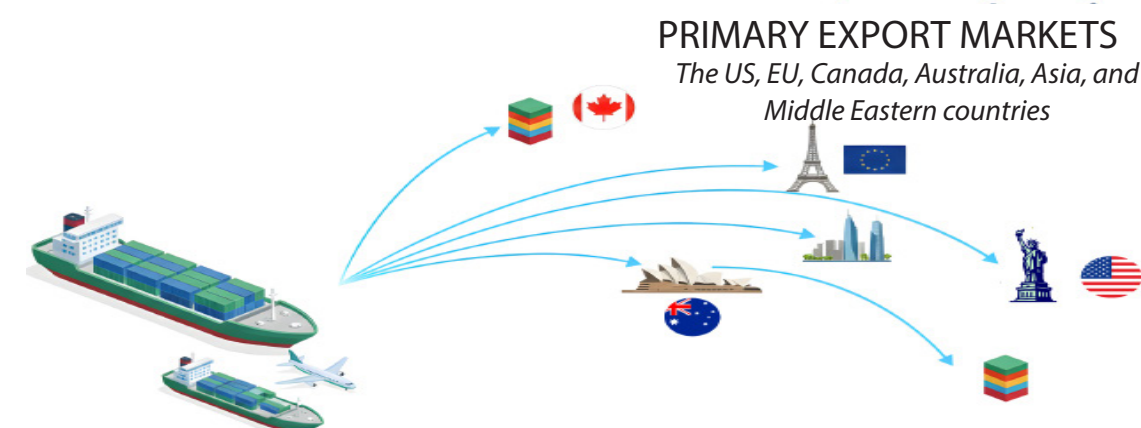 PRIMARY EXPORT MARKETS
The US, EU, Canada, Australia, Asia, and
Middle Eastern countries